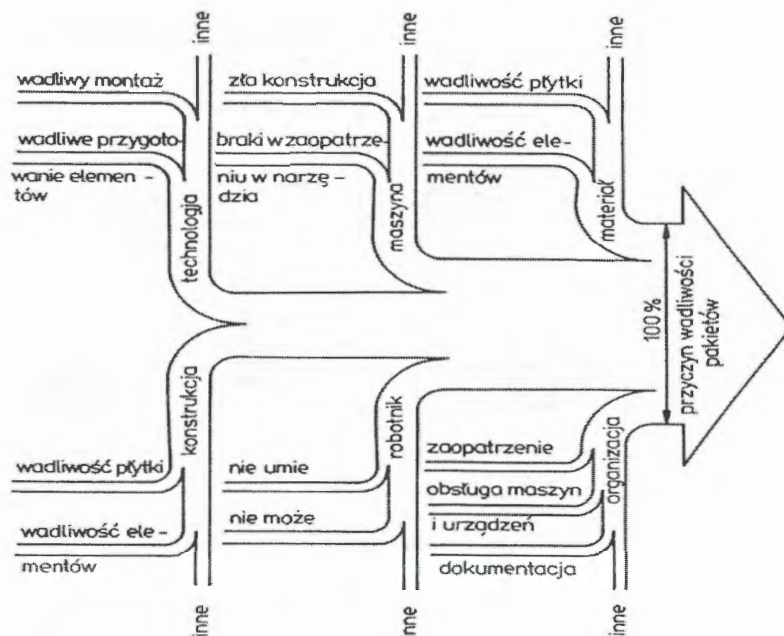 inne
wadliwy montaż
wadliwe przygoto-
wanie elemen -
tów
technologja
inne
zła konstrukcja
braki w zaopatrze-
niu w narzę -
dzia
maszyna
inne
wadliwość płytki
wadliwość ele-
mentów
materiał
100%
przyczyn wadliwości
pakietów
konstrukcja
wadliwość płytki
wadliwość ele -
mentów
inne
robotnik
nie umie
nie może
inne
organizacja
zaopatrzenie
obsługa maszyn
i urządzeń
dokumentacja
inne